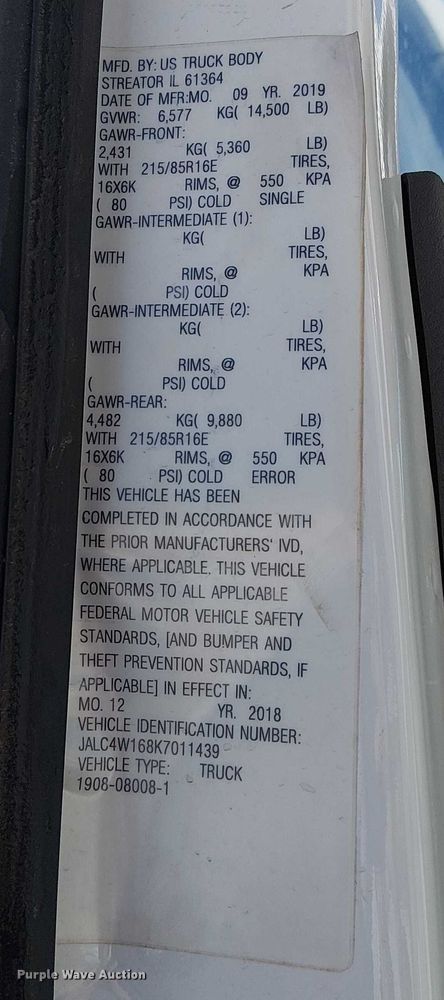 MFD. BY: US TRUCK BODY
STREATOR IL 61364
DATE OF MFR:MO. 09 YR. 2019
GVWR: 6,577 KG( 14,500 LB)
GAWR-FRONT:
2,431 KG( 5,360 LB)
WITH 215/85R16E TIRES,
16X6K RIMS, @ 550 KPA
( 80 PSI) COLD SINGLE
GAWR-INTERMEDIATE (1):
KG( LB)
WITH TIRES,
RIMS, @ KPA
( PSI) COLD
GAWR-INTERMEDIATE (2):
KG( LB)
WITH TIRES,
RIMS, @ KPA
( PSI) COLD
GAWR-REAR:
4,482 KG( 9,880 LB)
WITH 215/85R16E TIRES,
16X6K RIMS, @ 550 KPA
( 80 PSI) COLD ERROR
THIS VEHICLE HAS BEEN
COMPLETED IN ACCORDANCE WITH
THE PRIOR MANUFACTURERS' IVD,
WHERE APPLICABLE. THIS VEHICLE
CONFORMS TO ALL APPLICABLE
FEDERAL MOTOR VEHICLE SAFETY
STANDARDS, [AND BUMPER AND
THEFT PREVENTION STANDARDS, IF
APPLICABLE] IN EFFECT IN:
MO. 12 YR. 2018
VEHICLE IDENTIFICATION NUMBER:
JALC4W168K7011439
VEHICLE TYPE: TRUCK
1908-08008-1
Purple Wave Auction